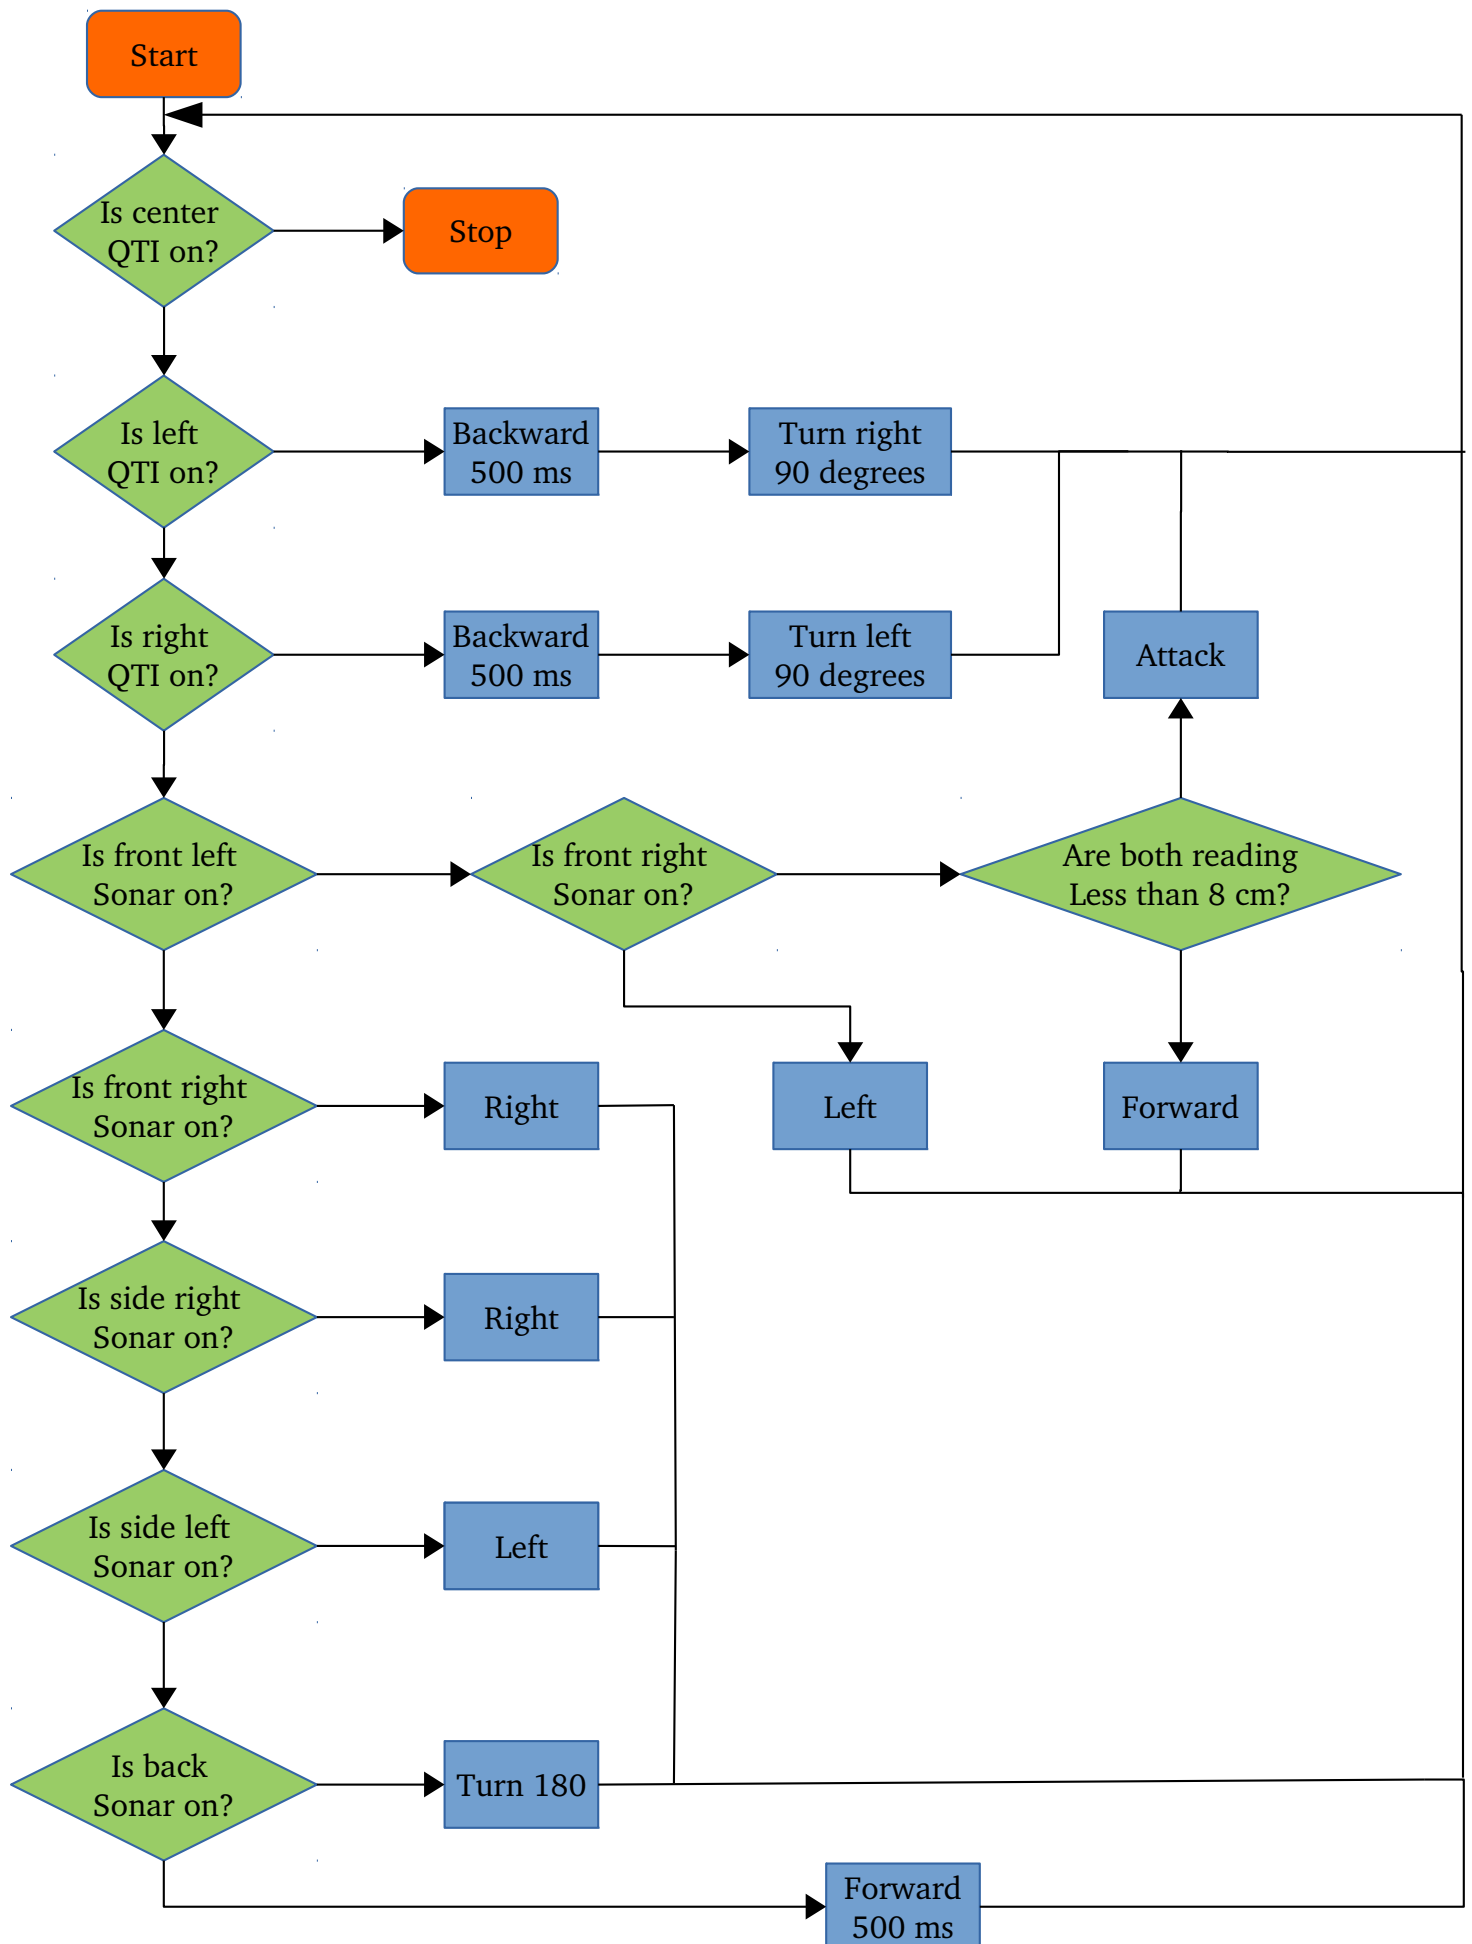 Start
Is center
QTI on?
Stop
Is left
QTI on?
Backward
500 ms
Turn right
90 degrees
Is right
QTI on?
Backward
500 ms
Turn left
90 degrees
Attack
Is front left
Sonar on?
Is front right
Sonar on?
Are both reading
Less than 8 cm?
Is front right
Sonar on?
Right
Left
Forward
Is side right
Sonar on?
Right
Is side left
Sonar on?
Left
Is back
Sonar on?
Turn 180
Forward
500 ms